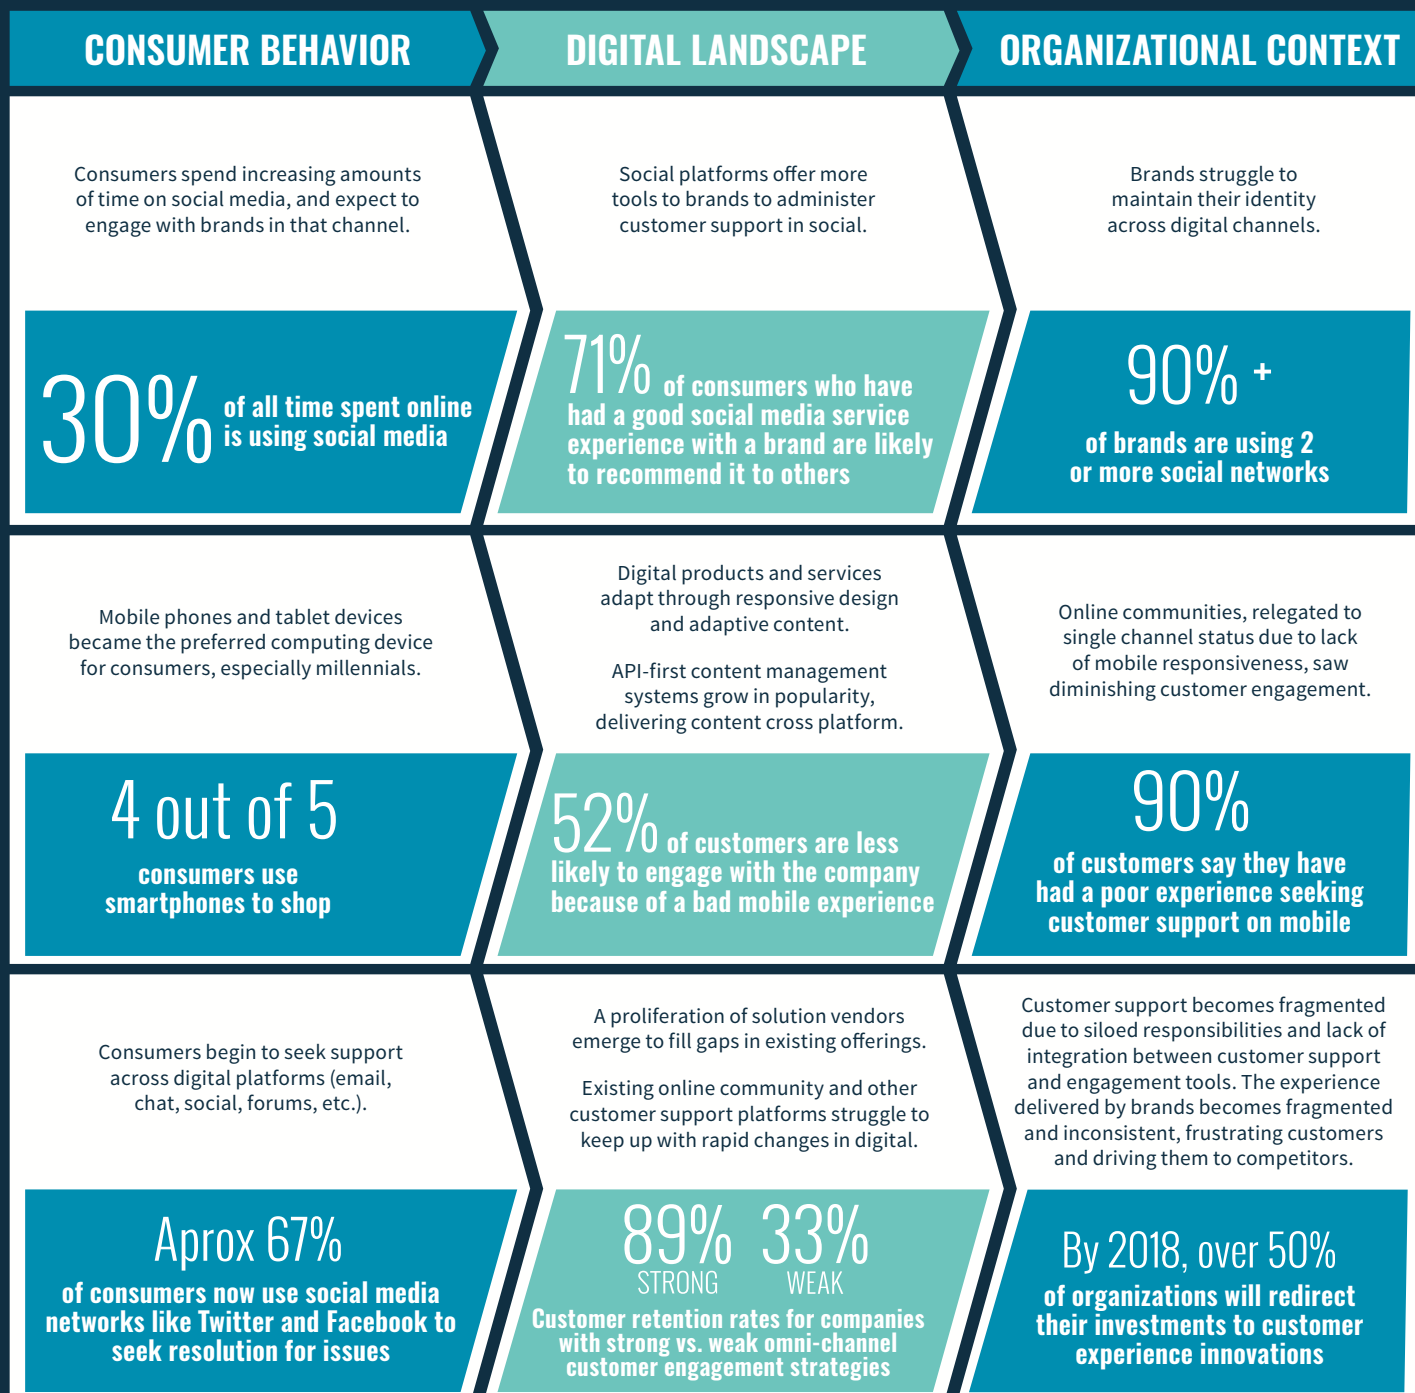 CONSUMER BEHAVIOR
DIGITAL LANDSCAPE
ORGANIZATIONAL CONTEXT
Consumers spend increasing amounts
of time on social media, and expect to
engage with brands in that channel.
30% of all time spent online
is using social media
Social platforms offer more
tools to brands to administer
customer support in social.
71% of consumers who have
had a good social media service
experience with a brand are likely
to recommend it to others
Brands struggle to
maintain their identity
across digital channels.
90% +
of brands are using 2
or more social networks
Mobile phones and tablet devices
became the preferred computing device
for consumers, especially millennials.
4 out of 5
consumers use
smartphones to shop
Digital products and services
adapt through responsive design
and adaptive content.
API-first content management
systems grow in popularity,
delivering content cross platform.
52% of customers are less
likely to engage with the company
because of a bad mobile experience
Online communities, relegated to
single channel status due to lack
of mobile responsiveness, saw
diminishing customer engagement.
90%
of customers say they have
had a poor experience seeking
customer support on mobile
Consumers begin to seek support
across digital platforms (email,
chat, social, forums, etc.).
Aprox 67%
of consumers now use social media
networks like Twitter and Facebook to
seek resolution for issues
A proliferation of solution vendors
emerge to fill gaps in existing offerings.
Existing online community and other
customer support platforms struggle to
keep up with rapid changes in digital.
89% 33%
STRONG WEAK
Customer retention rates for companies
with strong vs. weak omni-channel
customer engagement strategies
Customer support becomes fragmented
due to siloed responsibilities and lack of
integration between customer support
and engagement tools. The experience
delivered by brands becomes fragmented
and inconsistent, frustrating customers
and driving them to competitors.
By 2018, over 50%
of organizations will redirect
their investments to customer
experience innovations